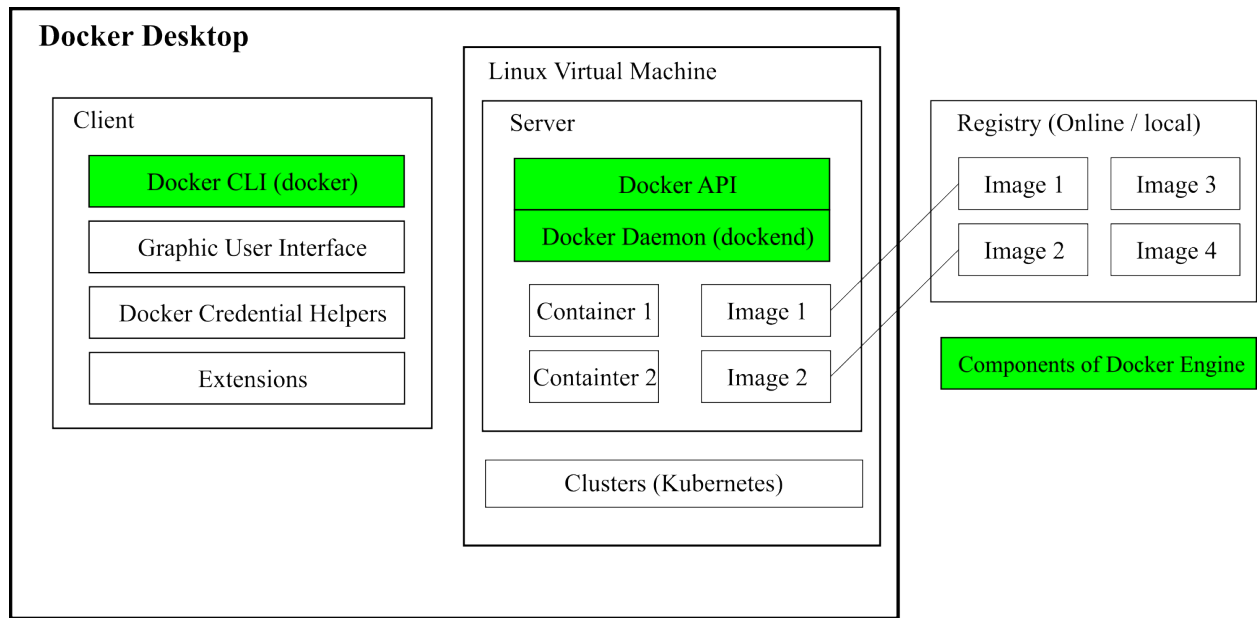 Docker Desktop
Client
Docker CLI (docker)
Graphic User Interface
Docker Credential Helpers
Extensions
Linux Virtual Machine
Server
Docker API
Docker Daemon (dockend)
Container 1
Image 1
Containter 2
Image 2
Clusters (Kubernetes)
Registry (Online / local)
Image 1
Image 3
Image 2
Image 4
Components of Docker Engine